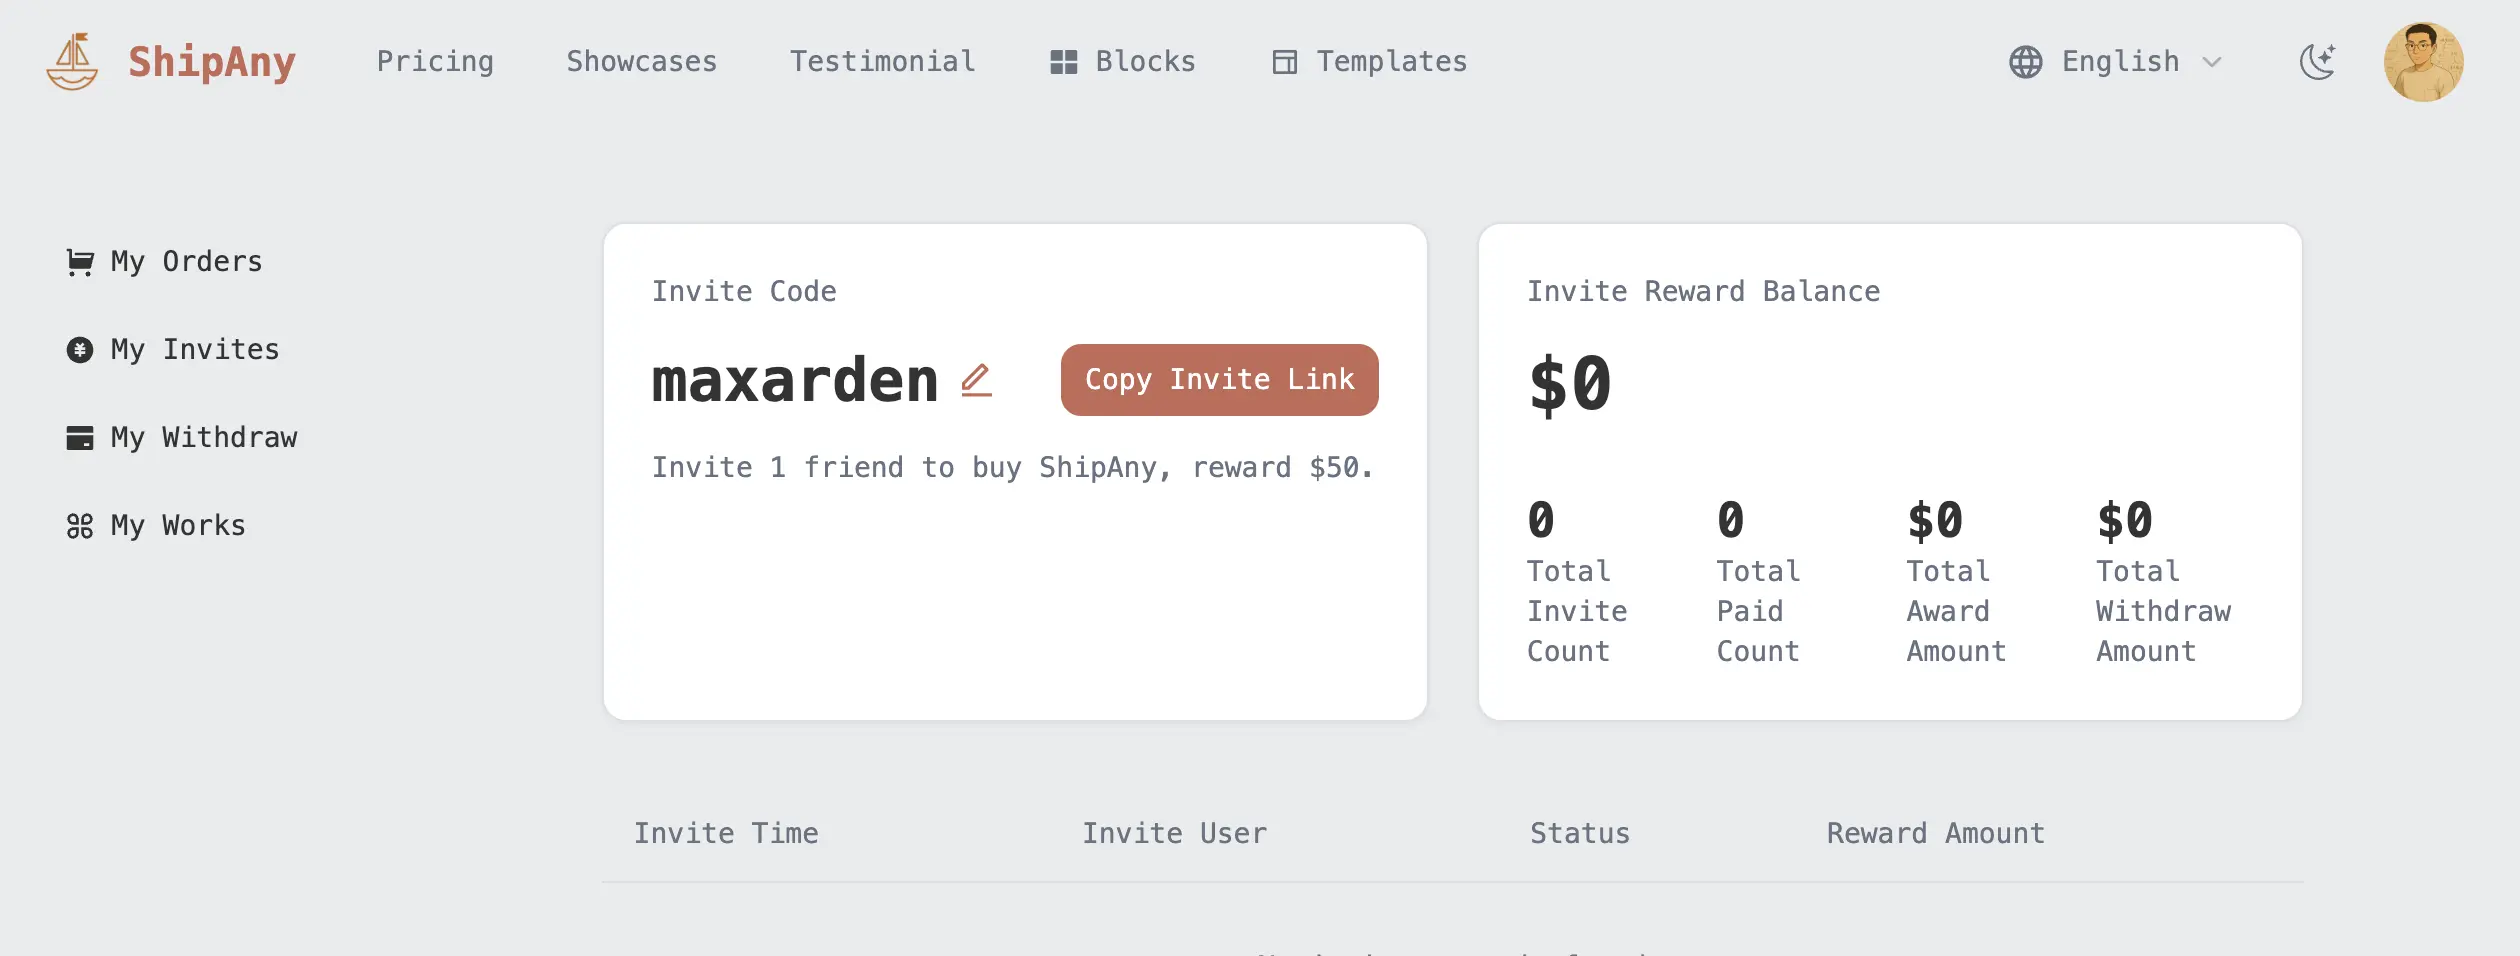 ShipAny
Pricing
Showcases
Testimonial
Blocks
Templates
English
My Orders
My Invites
My Withdraw
My Works
Invite Code
maxarden
Copy Invite Link
Invite 1 friend to buy ShipAny, reward $50.
Invite Reward Balance
$0
0
Total
Invite
Count
0
Total
Paid
Count
$0
Total
Award
Amount
$0
Total
Withdraw
Amount
Invite Time
Invite User
Status
Reward Amount